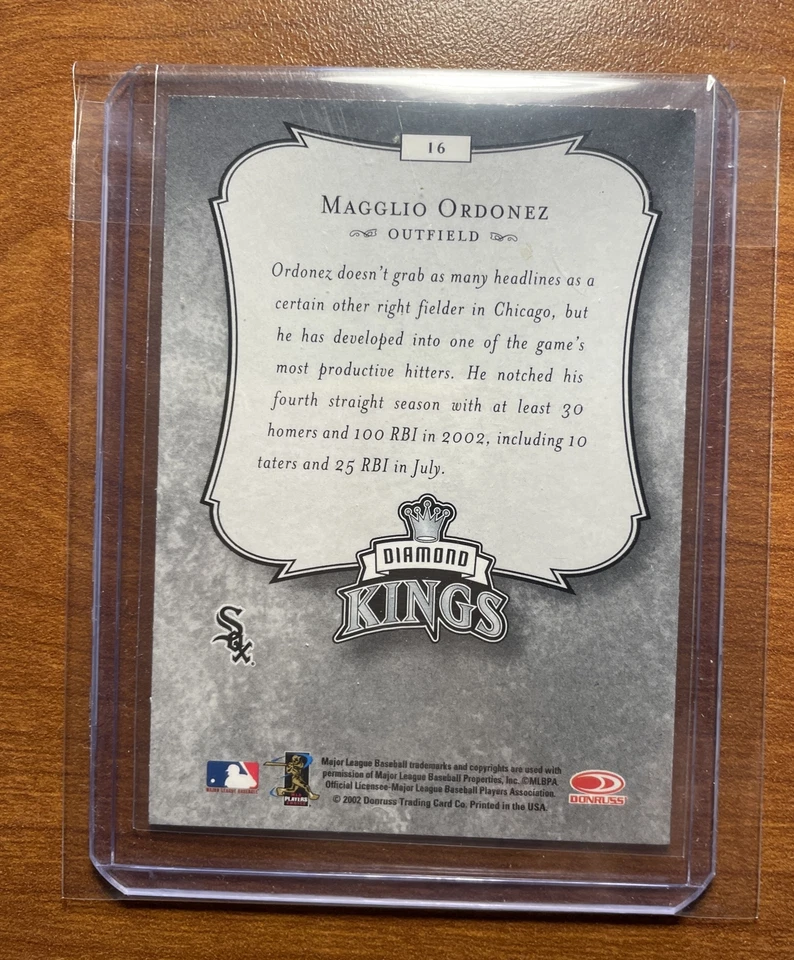 16
MAGGLIO ORDONEZ
OUTFIELD
Ordonez doesn't grab as many headlines as a
certain other right fielder in Chicago, but
he has developed into one of the game's
most productive hitters. He notched his
fourth straight season with at least 30
homers and 100 RBI in 2002, including 10
taters and 25 RBI in July.
DIAMOND
KINGS
Sox
Major League Baseball trademarks and copyrights are used with
permission of Major League Baseball Properties, Inc. ©MLBPA
Official Licensee-Major League Baseball Players Association.
© 2002 Donruss Trading Card Co. Printed in the USA.
MAJOR LEAGUE BASEBALL
PLAYERS
DONRUSS